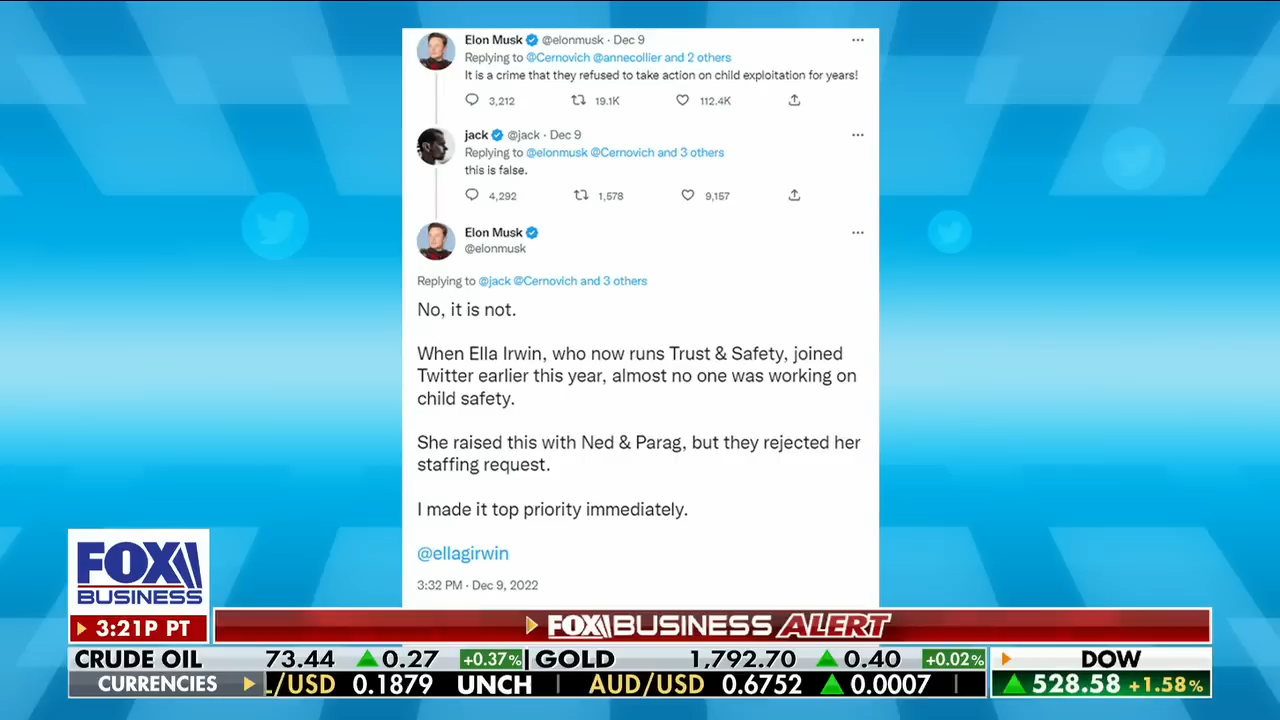 Elon Musk @elonmusk · Dec 9
Replying to @Cernovich @annecollier and 2 others
It is a crime that they refused to take action on child exploitation for years!
3,212 19.1K 112.4K
jack @jack · Dec 9
Replying to @elonmusk @Cernovich and 3 others
this is false.
4,292 1,578 9,157
Elon Musk
@elonmusk
Replying to @jack @Cernovich and 3 others
No, it is not.
When Ella Irwin, who now runs Trust & Safety, joined
Twitter earlier this year, almost no one was working on
child safety.
She raised this with Ned & Parag, but they rejected her
staffing request.
I made it top priority immediately.
@ellagirwin
3:32 PM · Dec 9, 2022
FOX
BUSINESS
3:21P PT
FOX BUSINESS ALERT
CRUDE OIL 73.44 0.27 +0.37% GOLD 1,792.70 0.40 +0.02% DOW
CURRENCIES /USD 0.1879 UNCH AUD/USD 0.6752 0.0007 528.58 +1.58%